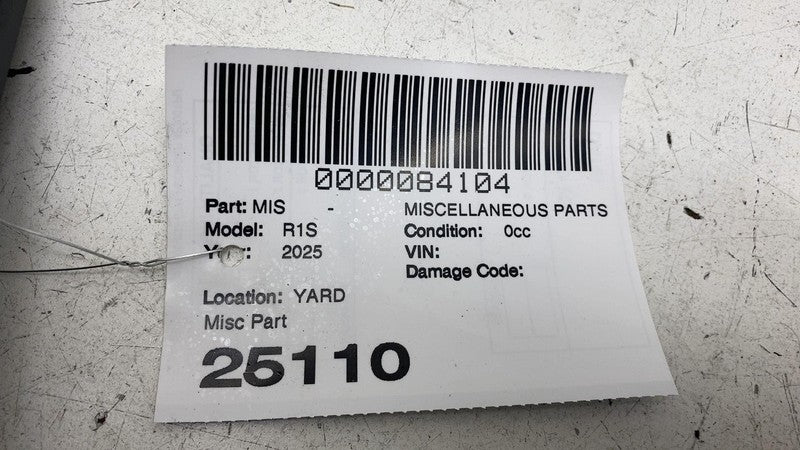 0000084104
Part: MIS - MISCELLANEOUS PARTS
Model: R1S Condition: 0cc
2025 VIN:
Damage Code:
Location: YARD
Misc Part
25110